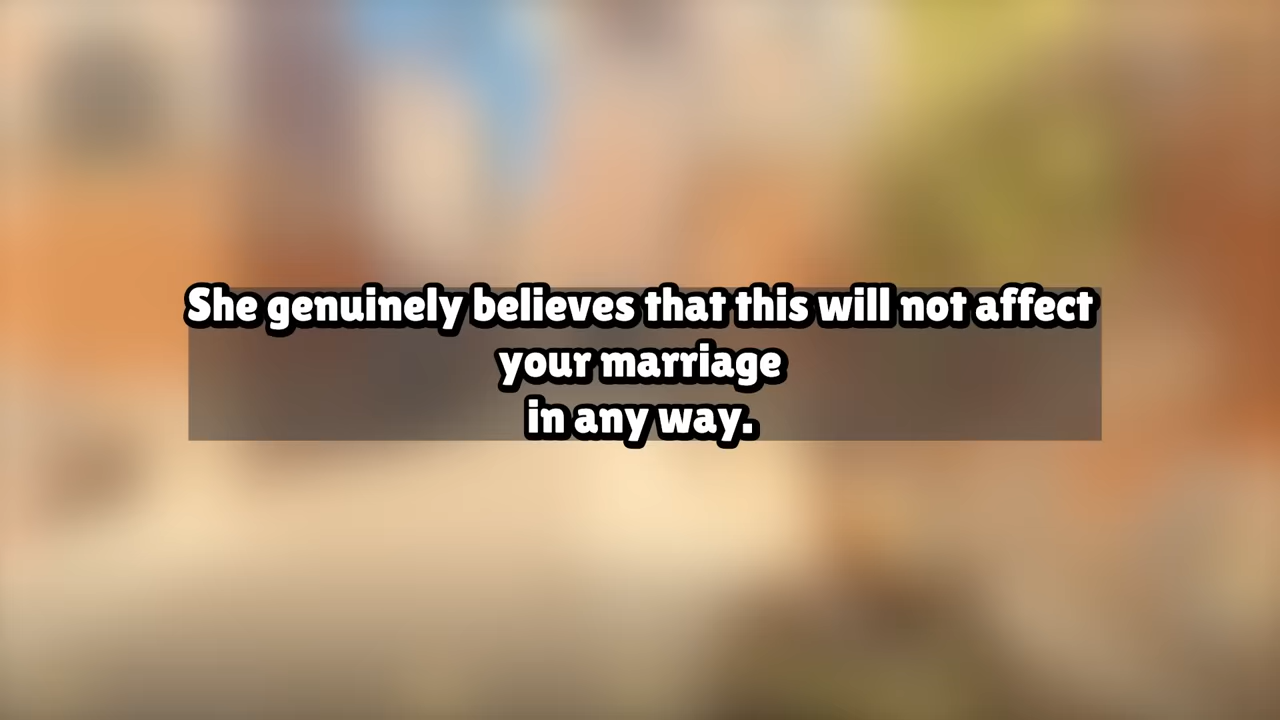 She genuinely believes that this will not affect
your marriage
in any way.